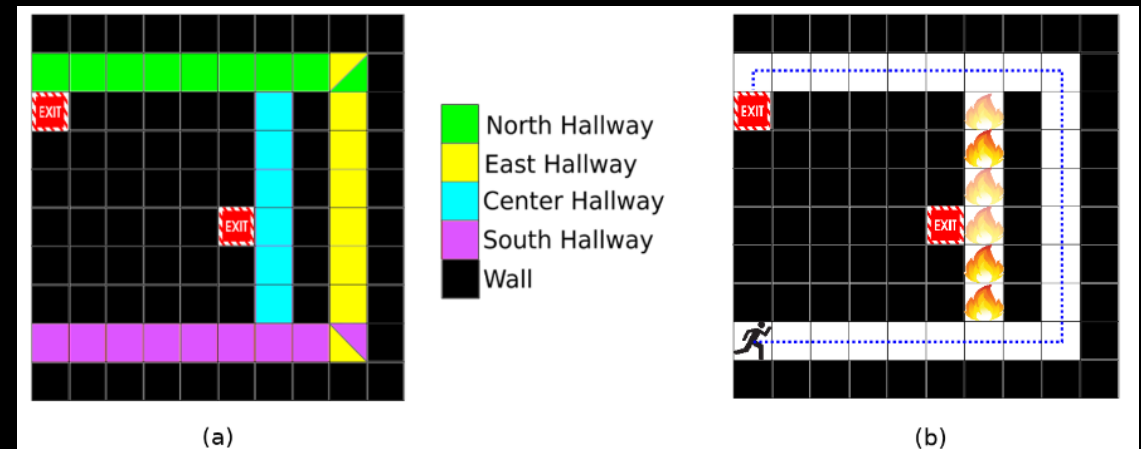 EXIT
EXIT
North Hallway
East Hallway
Center Hallway
South Hallway
Wall
EXIT
EXIT
(a)
(b)